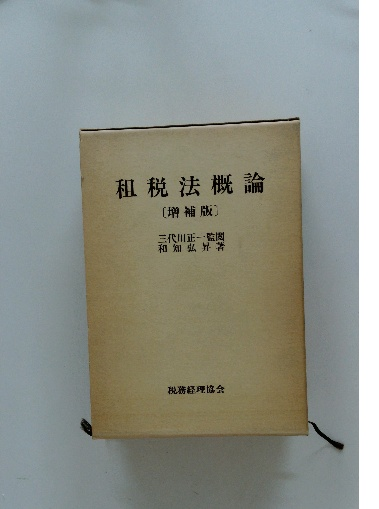 租税法概論
〔増補版〕
三代川正一監閲
和知弘昇著
税務経理協会